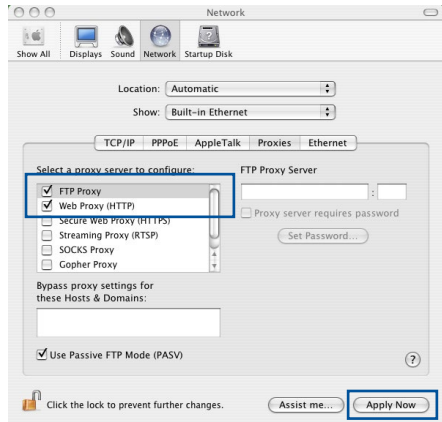 Network
Show All Displays Sound Network Startup Disk
Location: Automatic
Show: Built-in Ethernet
TCP/IP PPPoE AppleTalk Proxies Ethernet
Select a proxy server to configure: FTP Proxy Server
FTP Proxy
Web Proxy (HTTP) :
Secure Web Proxy (HTTPS) Proxy server requires password
Streaming Proxy (RTSP) Set Password...
SOCKS Proxy
Gopher Proxy
Bypass proxy settings for
these Hosts & Domains:
Use Passive FTP Mode (PASV) ?
Click the lock to prevent further changes. Assist me... Apply Now